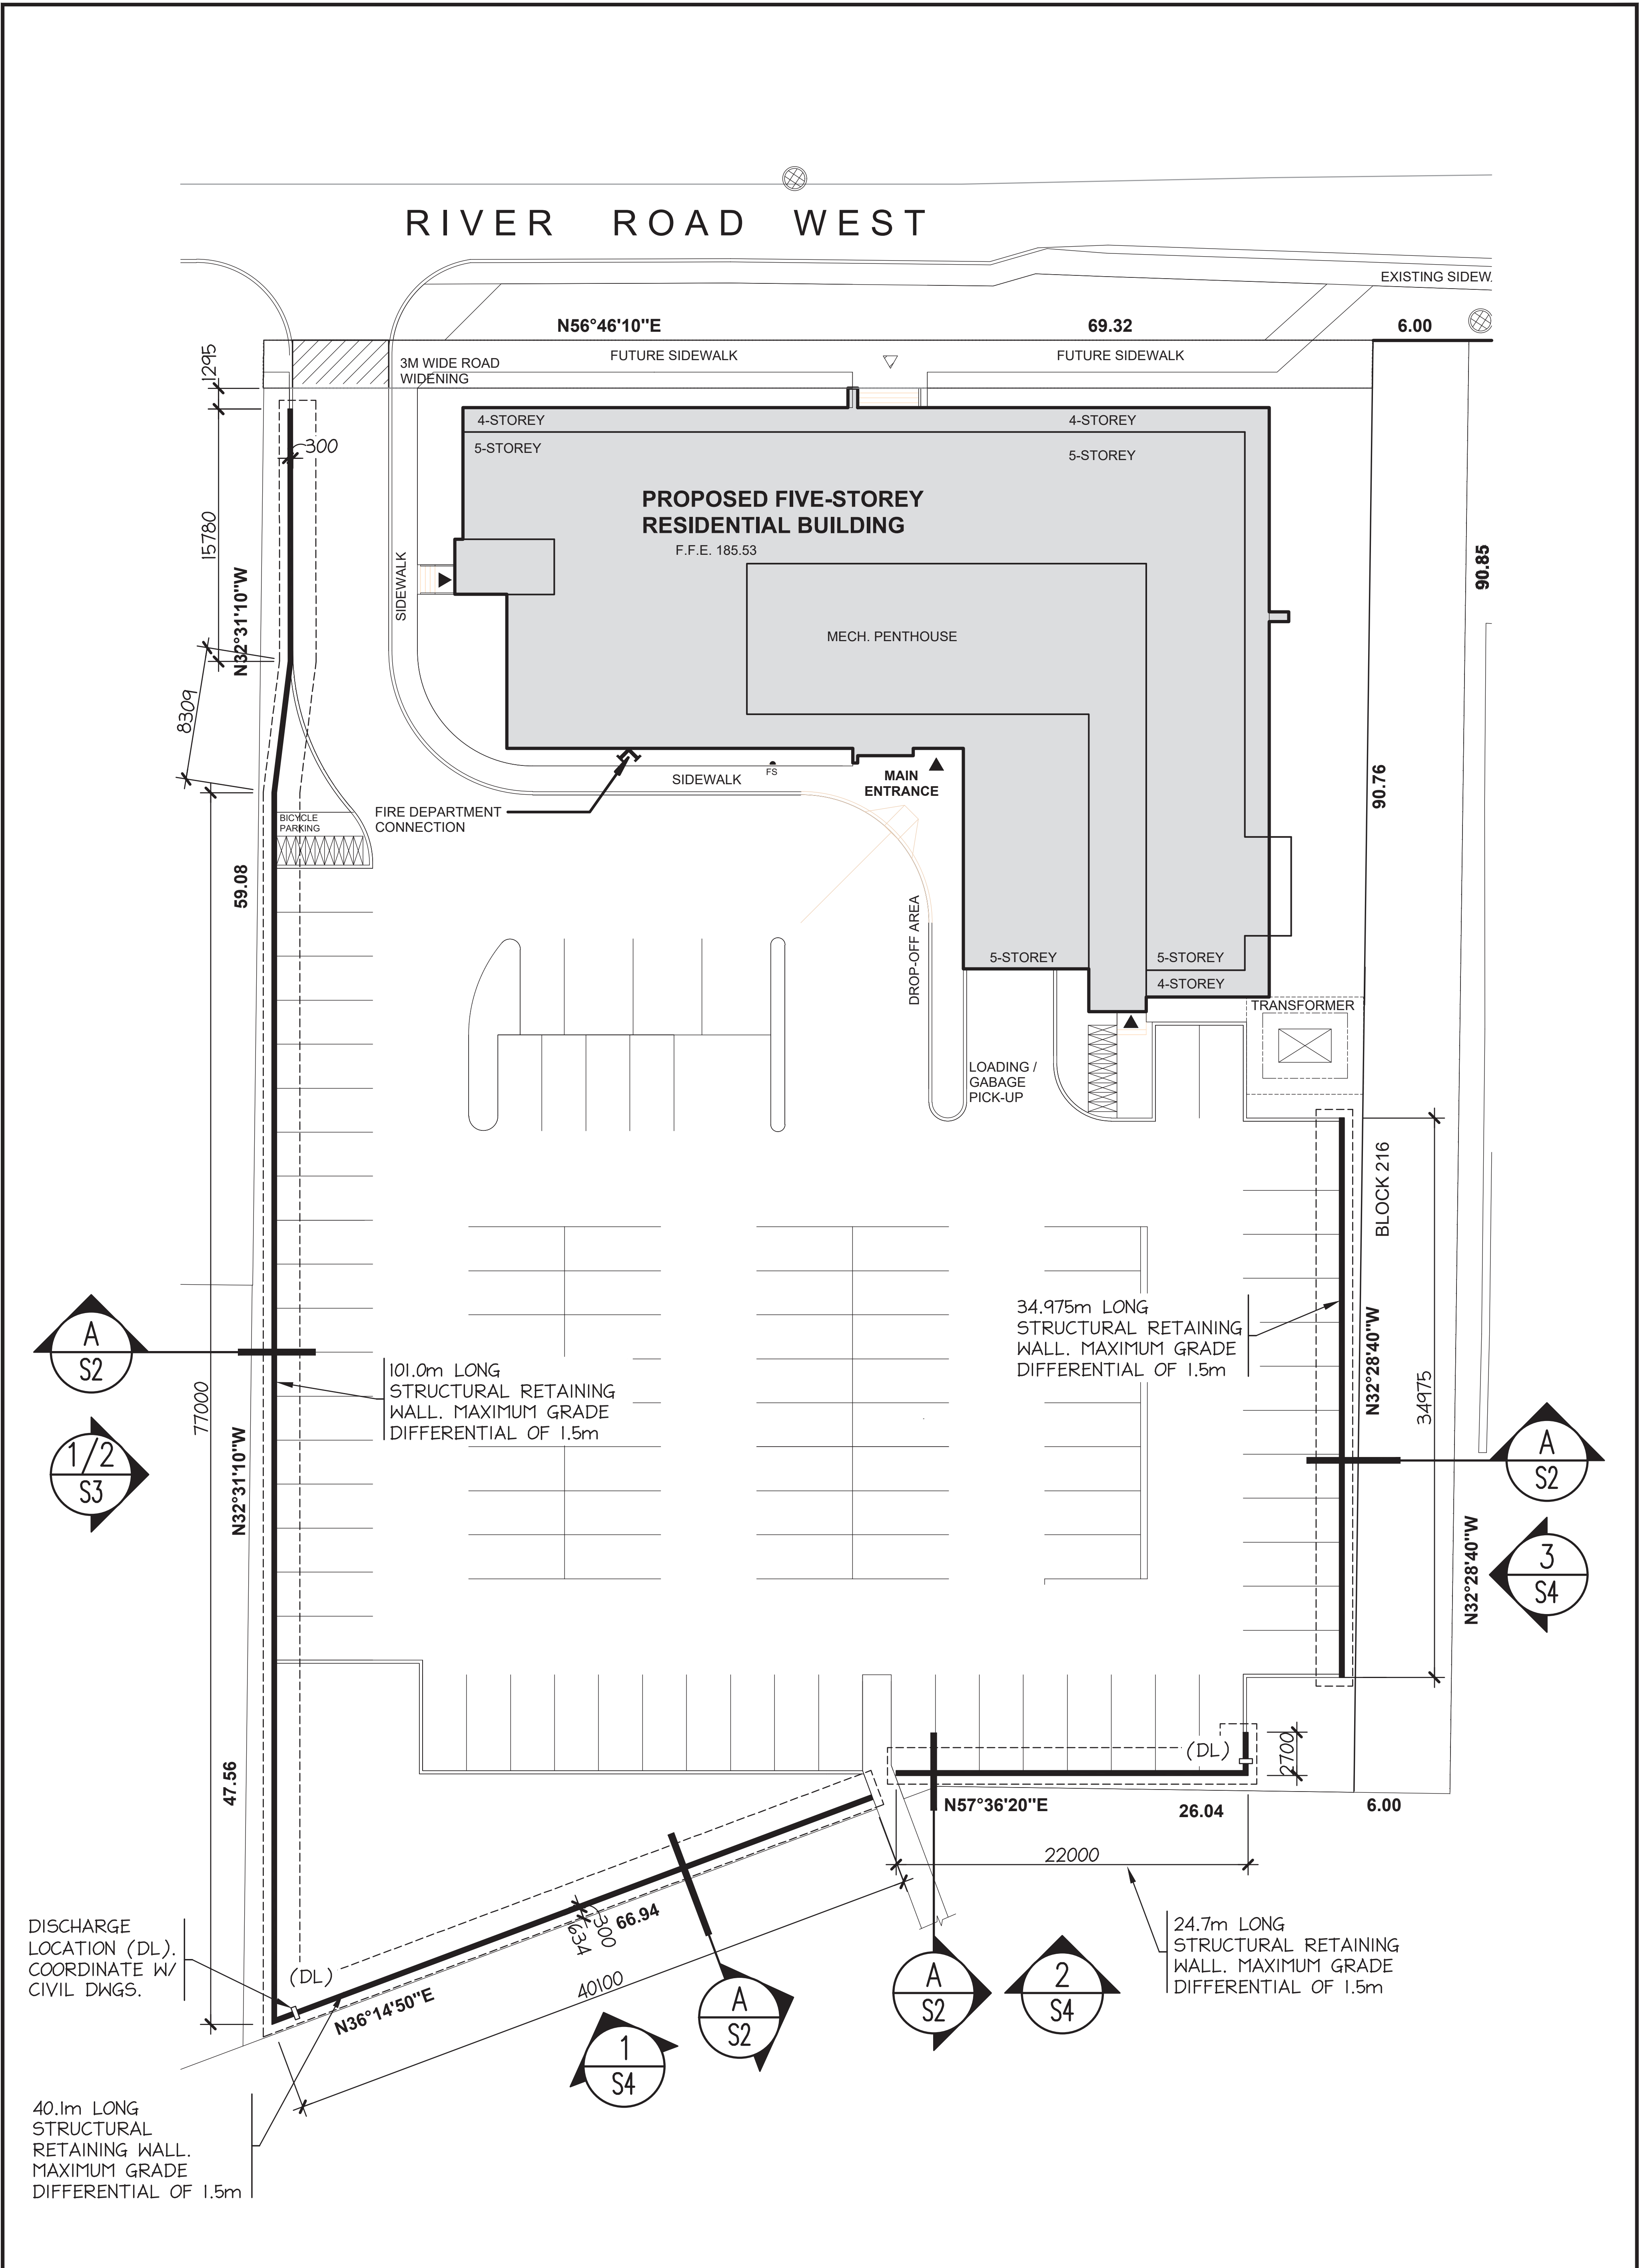 RIVER ROAD WEST
EXISTING SIDEW
N56°46'10"E
69.32
6.00
1295
3M WIDE ROAD
WIDENING
FUTURE SIDEWALK
FUTURE SIDEWALK
4-STOREY
4-STOREY
5-STOREY
5-STOREY
300
PROPOSED FIVE-STOREY
RESIDENTIAL BUILDING
F.F.E. 185.53
15780
N32°31'10"W
SIDEWALK
90.85
MECH. PENTHOUSE
8309
SIDEWALK
FS
MAIN
ENTRANCE
90.76
BICYCLE
PARKING
FIRE DEPARTMENT
CONNECTION
59.08
DROP-OFF AREA
5-STOREY
5-STOREY
4-STOREY
TRANSFORMER
LOADING /
GABAGE
PICK-UP
BLOCK 216
A
S2
34.975m LONG
STRUCTURAL RETAINING
WALL. MAXIMUM GRADE
DIFFERENTIAL OF 1.5m
N32°28'40"W
34975
101.0m LONG
STRUCTURAL RETAINING
WALL. MAXIMUM GRADE
DIFFERENTIAL OF 1.5m
77000
1/2
S3
N32°31'10"W
A
S2
3
S4
N32°28'40"W
47.56
(DL)
2700
N57°36'20"E
26.04
6.00
22000
DISCHARGE
LOCATION (DL).
COORDINATE W/
CIVIL DWGS.
(DL)
634
300
66.94
N36°14'50"E
40100
A
S2
1
S4
A
S2
2
S4
24.7m LONG
STRUCTURAL RETAINING
WALL. MAXIMUM GRADE
DIFFERENTIAL OF 1.5m
40.1m LONG
STRUCTURAL
RETAINING WALL.
MAXIMUM GRADE
DIFFERENTIAL OF 1.5m